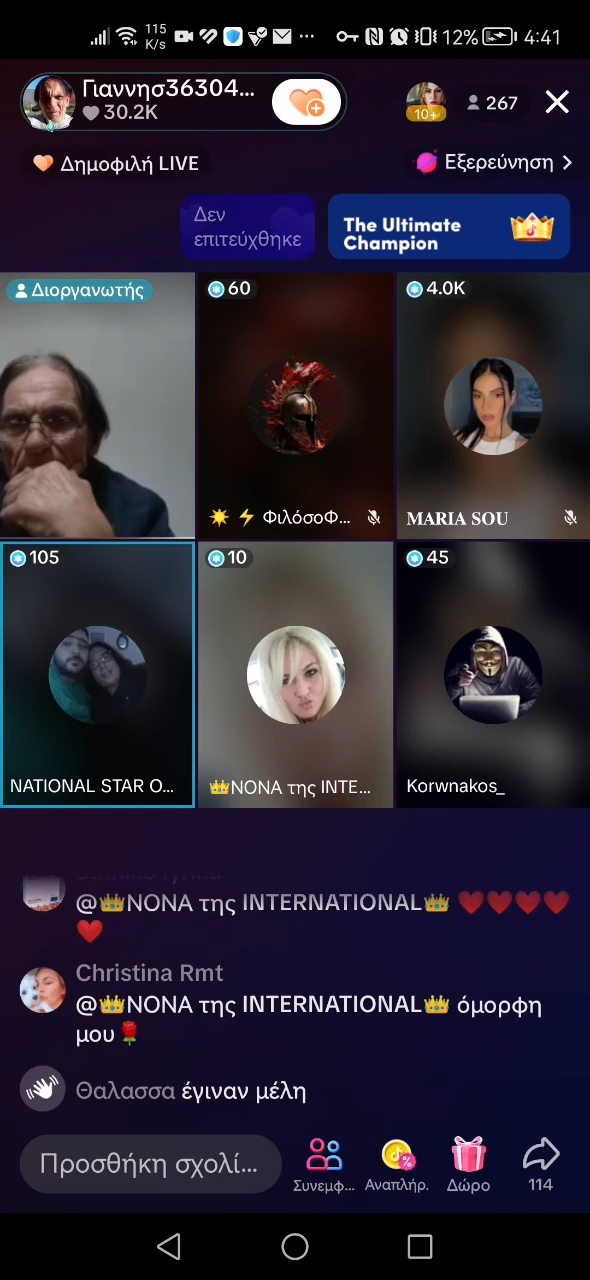 115
K/s
12%
4:41
Γιαννησ36304...
30.2K
10+
267
Δημοφιλή LIVE
Εξερεύνηση
Δεν
επιτεύχθηκε
The Ultimate
Champion
Διοργανωτής
60
4.0K
ΦιλόσοΦ...
MARIA SOU
105
10
45
NATIONAL STAR O...
👑NONA της INTE...
Korwnakos_
@👑NONA της INTERNATIONAL👑 ❤️❤️❤️❤️
❤️
Christina Rmt
@👑NONA της INTERNATIONAL👑 όμορφη
μου🌹
Θαλασσα έγιναν μέλη
Προσθήκη σχολί...
Συνεμφ...
Αναπλήρ.
Δώρο
114